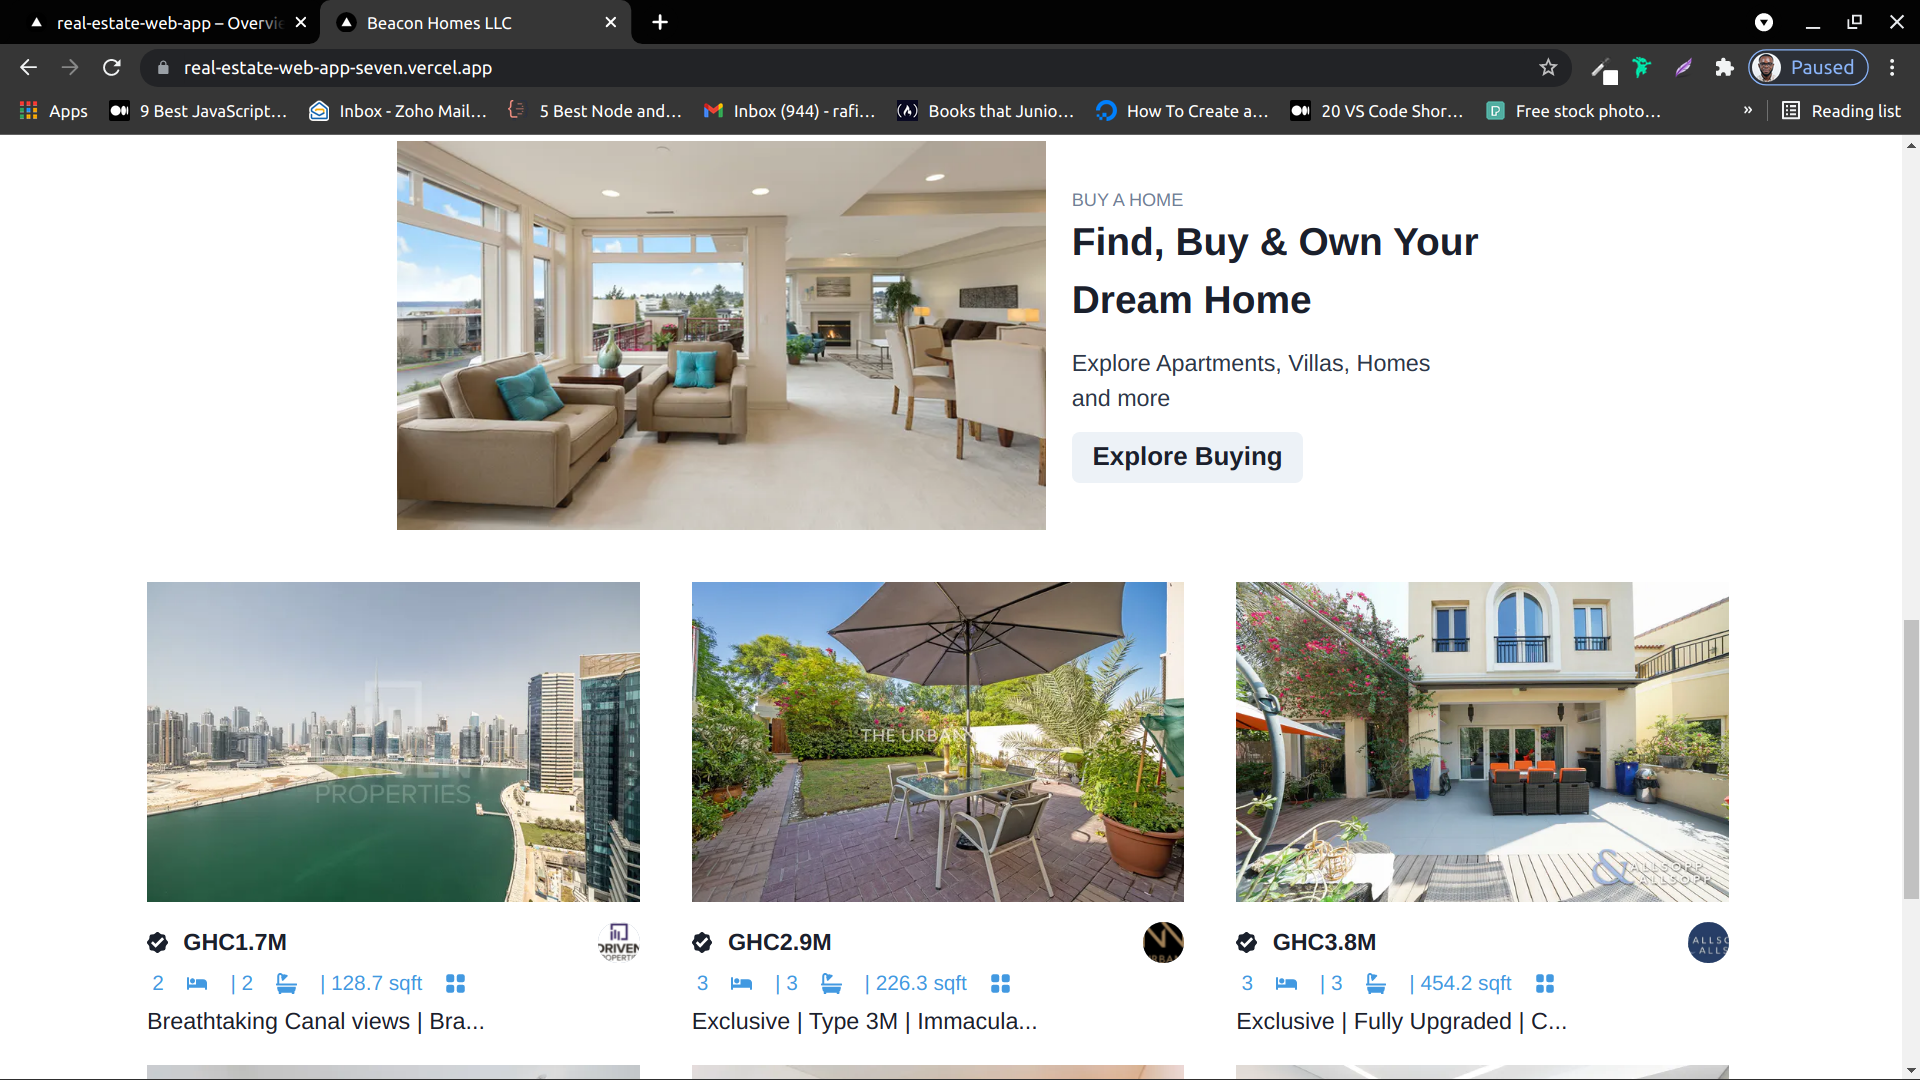 real-estate-web-app – Overvie
Beacon Homes LLC
real-estate-web-app-seven.vercel.app
Paused
Apps
9 Best JavaScript...
Inbox - Zoho Mail...
5 Best Node and...
Inbox (944) - rafi...
Books that Junio...
How To Create a...
20 VS Code Shor...
Free stock photo...
»
Reading list
BUY A HOME
Find, Buy & Own Your
Dream Home
Explore Apartments, Villas, Homes
and more
Explore Buying
PROPERTIES
THE URBAN
&
ALLSOPP
ALLSOPP
GHC1.7M
DRIVEN
2 | 2 | 128.7 sqft
Breathtaking Canal views | Bra...
GHC2.9M
3 | 3 | 226.3 sqft
Exclusive | Type 3M | Immacula...
GHC3.8M
3 | 3 | 454.2 sqft
Exclusive | Fully Upgraded | C...